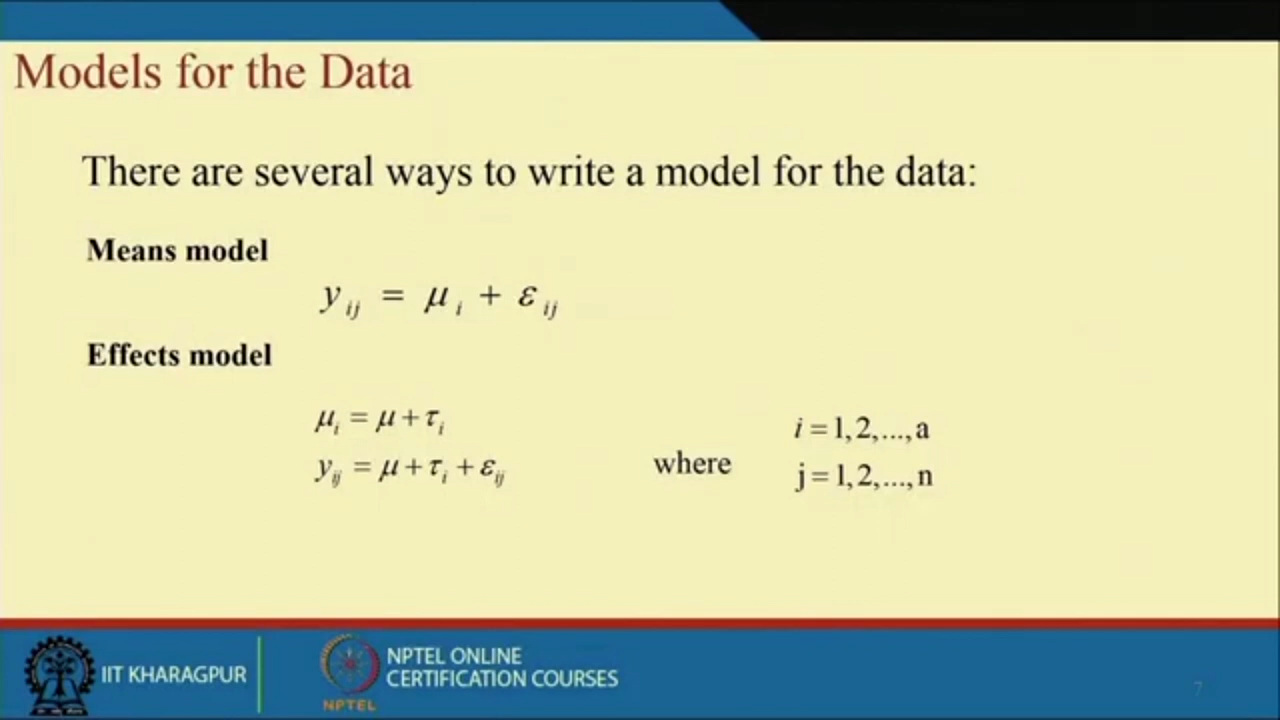 Models for the Data
There are several ways to write a model for the data:
Means model
y_ij = μ_i + ε_ij
Effects model
μ_i = μ + τ_i
y_ij = μ + τ_i + ε_ij
where
i = 1, 2, ..., a
j = 1, 2, ..., n
IIT KHARAGPUR
NPTEL
NPTEL ONLINE
CERTIFICATION COURSES
7